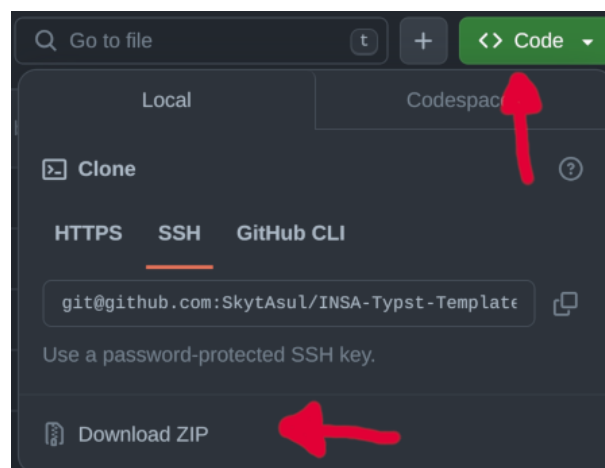 Go to file t + <> Code
Local
Clone
HTTPS SSH GitHub CLI
git@github.com:SkytAsul/INSA-Typst-Template
Use a password-protected SSH key.
Download ZIP